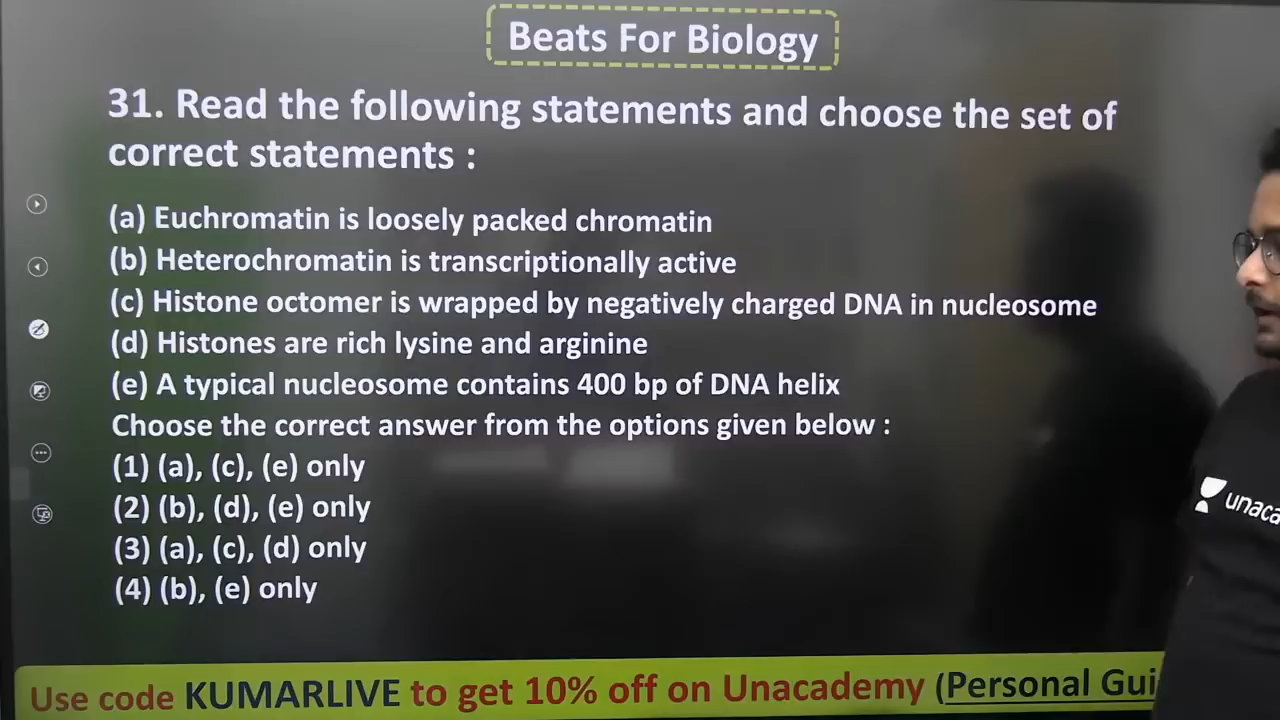 Beats For Biology
31. Read the following statements and choose the set of
correct statements :
(a) Euchromatin is loosely packed chromatin
(b) Heterochromatin is transcriptionally active
(c) Histone octomer is wrapped by negatively charged DNA in nucleosome
(d) Histones are rich lysine and arginine
(e) A typical nucleosome contains 400 bp of DNA helix
Choose the correct answer from the options given below :
(1) (a), (c), (e) only
(2) (b), (d), (e) only
(3) (a), (c), (d) only
(4) (b), (e) only
unaca
Use code KUMARLIVE to get 10% off on Unacademy (Personal Gui